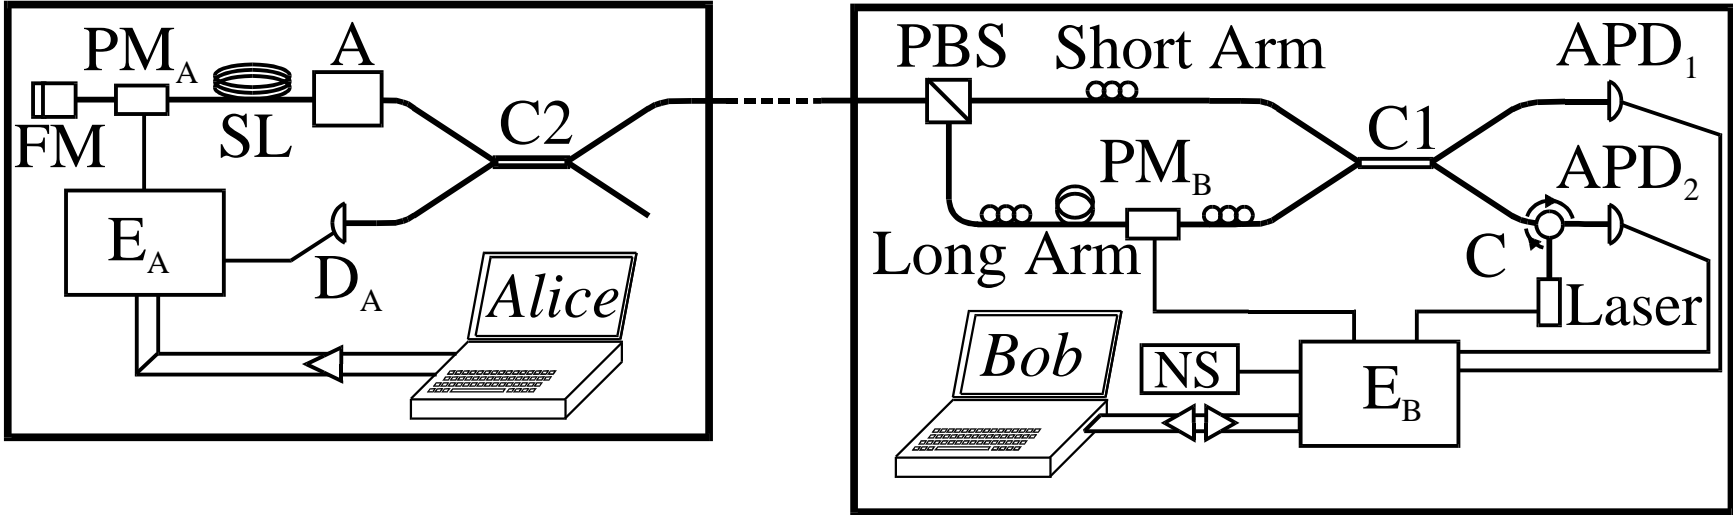 PM_A
A
FM
SL
C2
E_A
D_A
Alice
PBS
Short Arm
APD_1
C1
PM_B
APD_2
Long Arm
C
Laser
Bob
NS
E_B